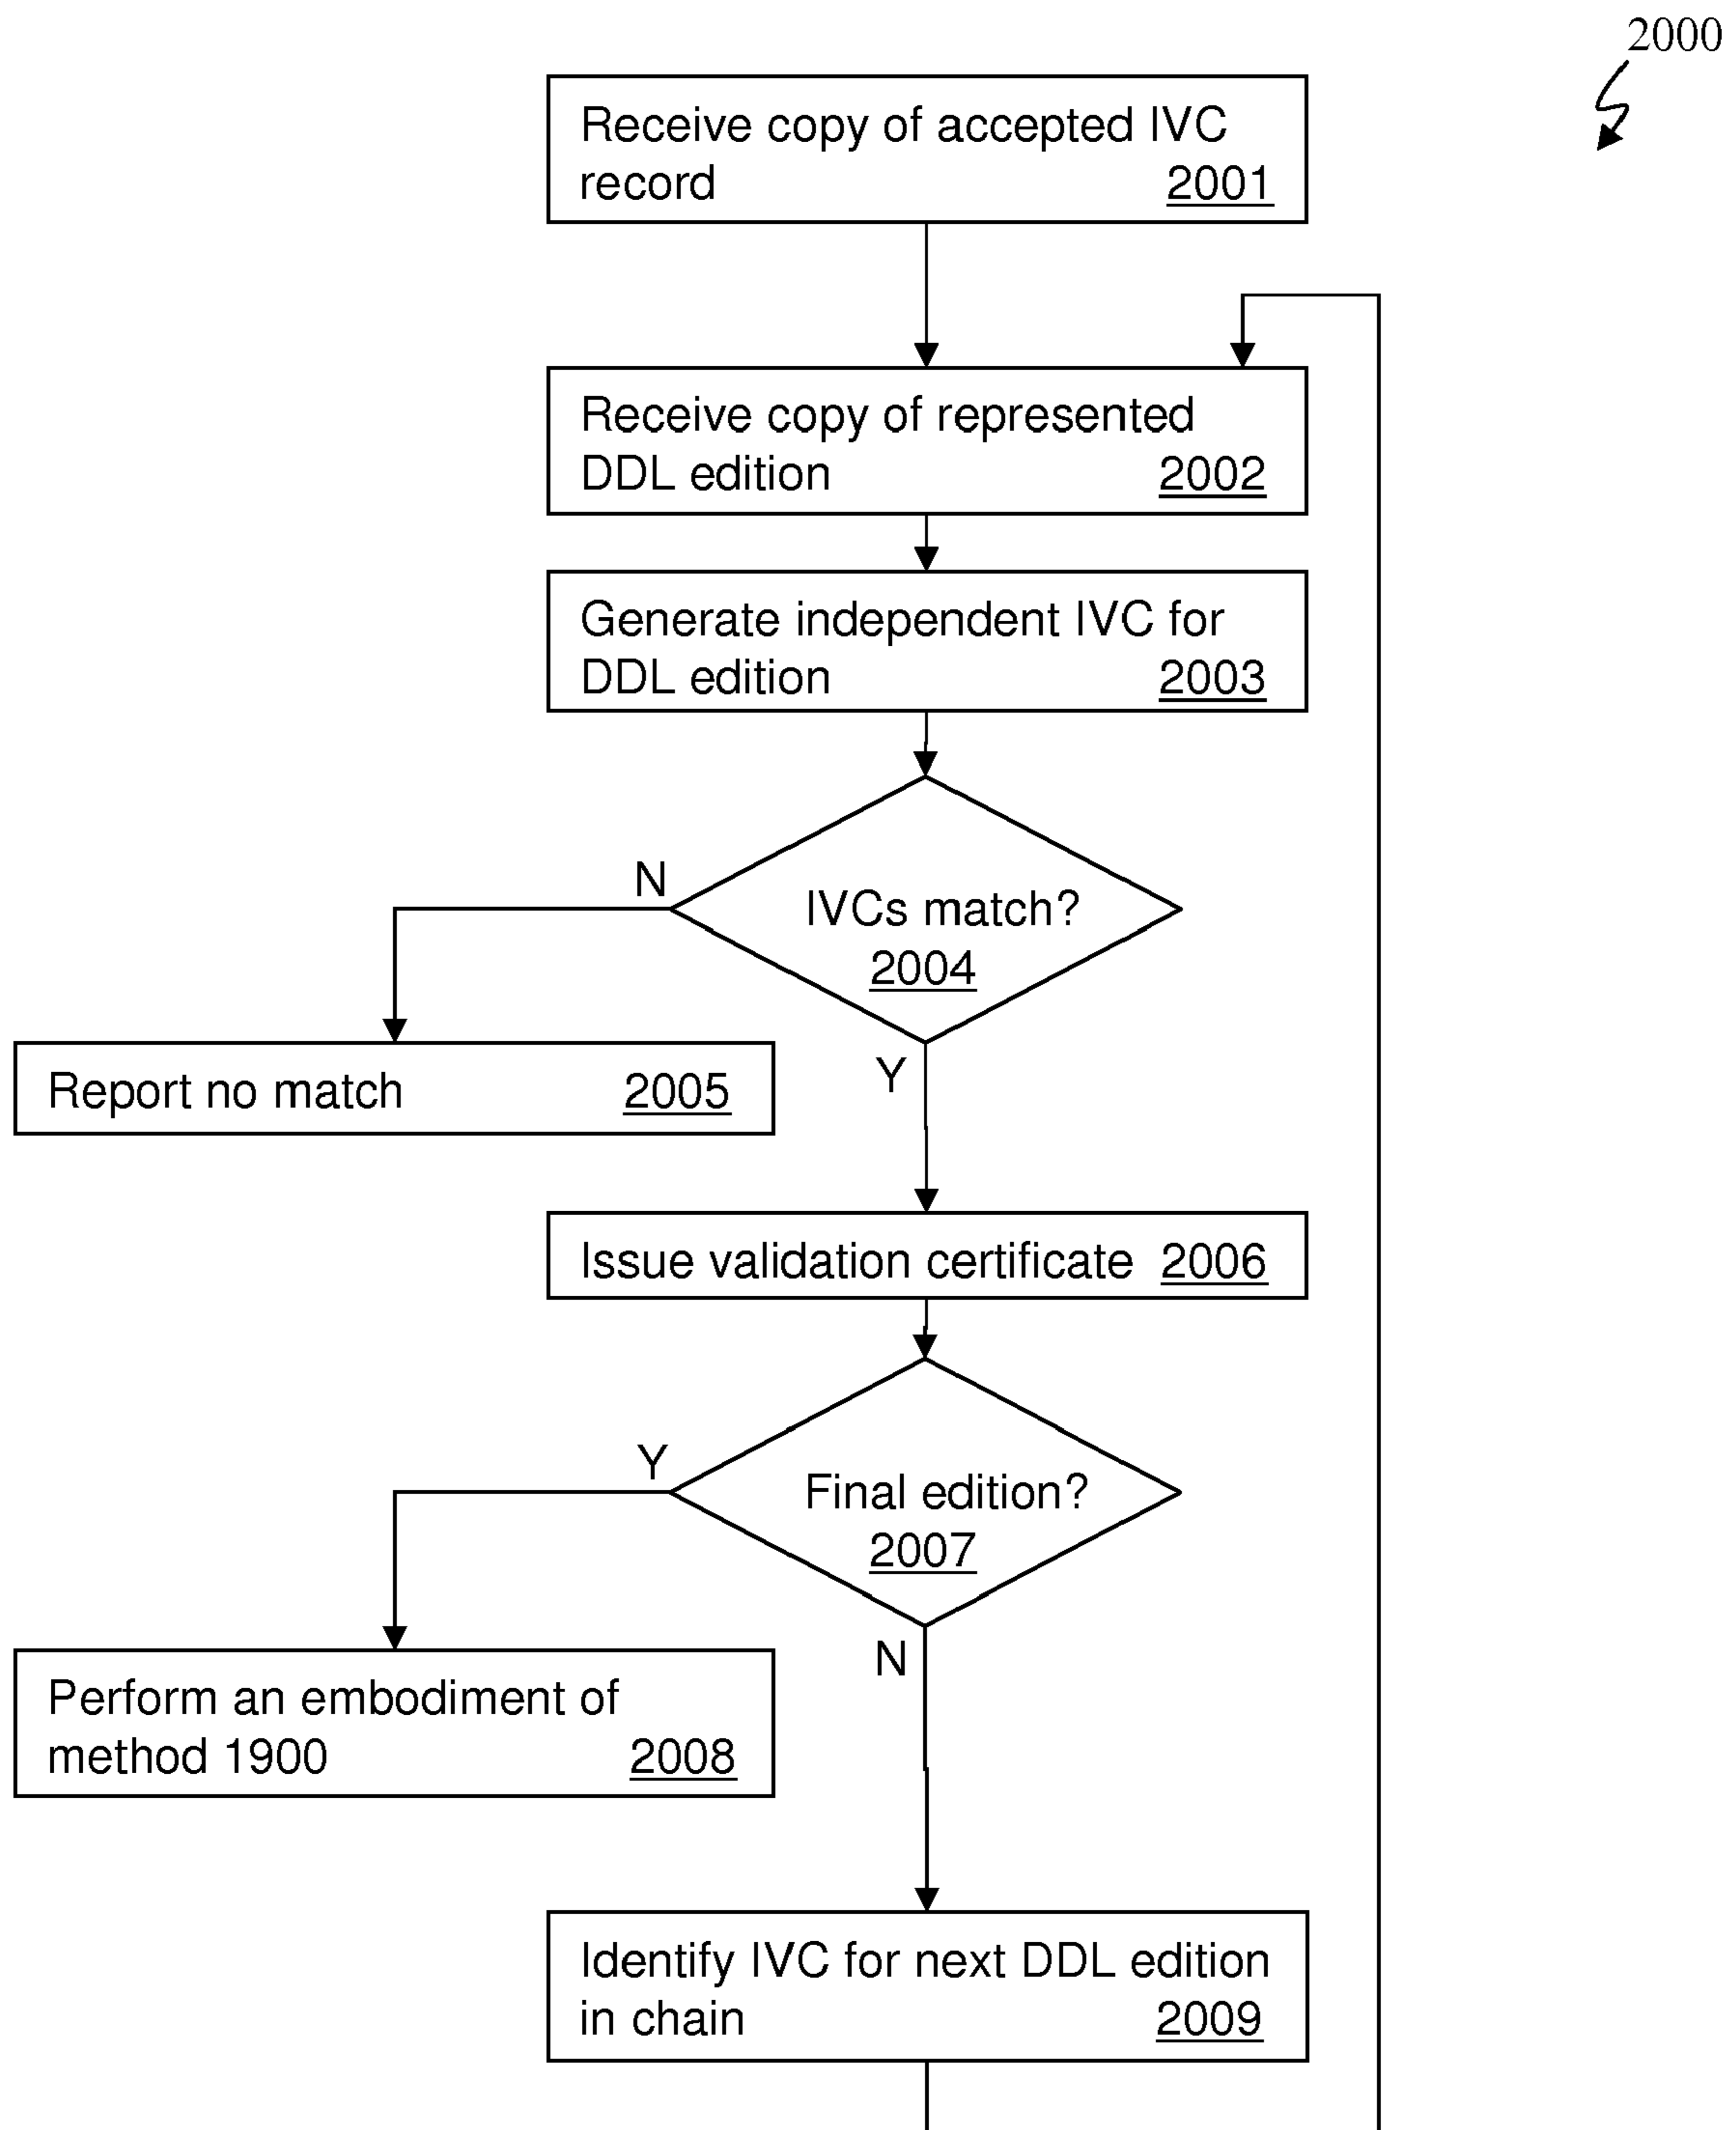 2000
Receive copy of accepted IVC
record 2001
Receive copy of represented
DDL edition 2002
Generate independent IVC for
DDL edition 2003
N
IVCs match?
2004
Y
Report no match 2005
Issue validation certificate 2006
Y
Final edition?
2007
N
Perform an embodiment of
method 1900 2008
Identify IVC for next DDL edition
in chain 2009